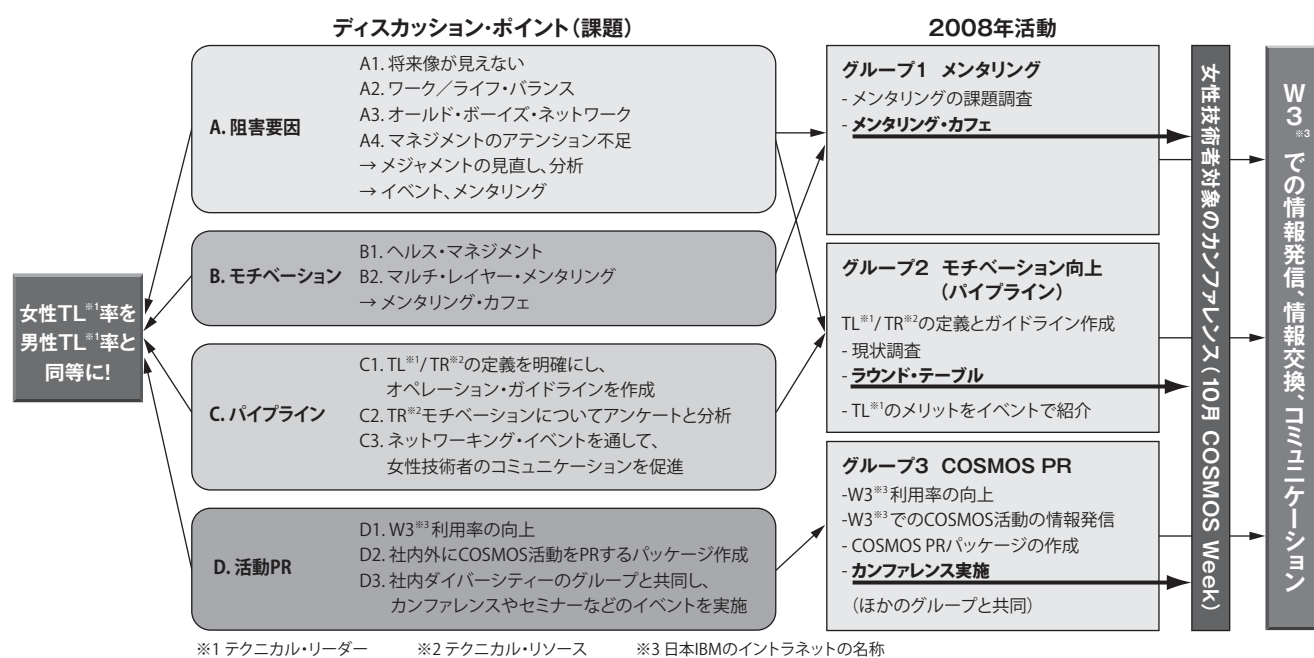 ディスカッション・ポイント（課題）
2008年活動
女性TL※1率を
男性TL※1率と
同等に!
A. 阻害要因
A1. 将来像が見えない
A2. ワーク／ライフ・バランス
A3. オールド・ボーイズ・ネットワーク
A4. マネジメントのアテンション不足
→ メジャメントの見直し、分析
→ イベント、メンタリング
B. モチベーション
B1. ヘルス・マネジメント
B2. マルチ・レイヤー・メンタリング
→ メンタリング・カフェ
C. パイプライン
C1. TL※1/ TR※2の定義を明確にし、
オペレーション・ガイドラインを作成
C2. TR※2モチベーションについてアンケートと分析
C3. ネットワーキング・イベントを通して、
女性技術者のコミュニケーションを促進
D. 活動PR
D1. W3※3利用率の向上
D2. 社内外にCOSMOS活動をPRするパッケージ作成
D3. 社内ダイバーシティーのグループと共同し、
カンファレンスやセミナーなどのイベントを実施
グループ1 メンタリング
- メンタリングの課題調査
- メンタリング・カフェ
グループ2 モチベーション向上
（パイプライン）
TL※1/ TR※2の定義とガイドライン作成
- 現状調査
- ラウンド・テーブル
- TL※1のメリットをイベントで紹介
グループ3 COSMOS PR
-W3※3利用率の向上
-W3※3でのCOSMOS活動の情報発信
- COSMOS PRパッケージの作成
- カンファレンス実施
（ほかのグループと共同）
女性技術者対象のカンファレンス（10月 COSMOS Week）
W3※3 での情報発信、情報交換、コミュニケーション
※1 テクニカル・リーダー ※2 テクニカル・リソース ※3 日本IBMのイントラネットの名称